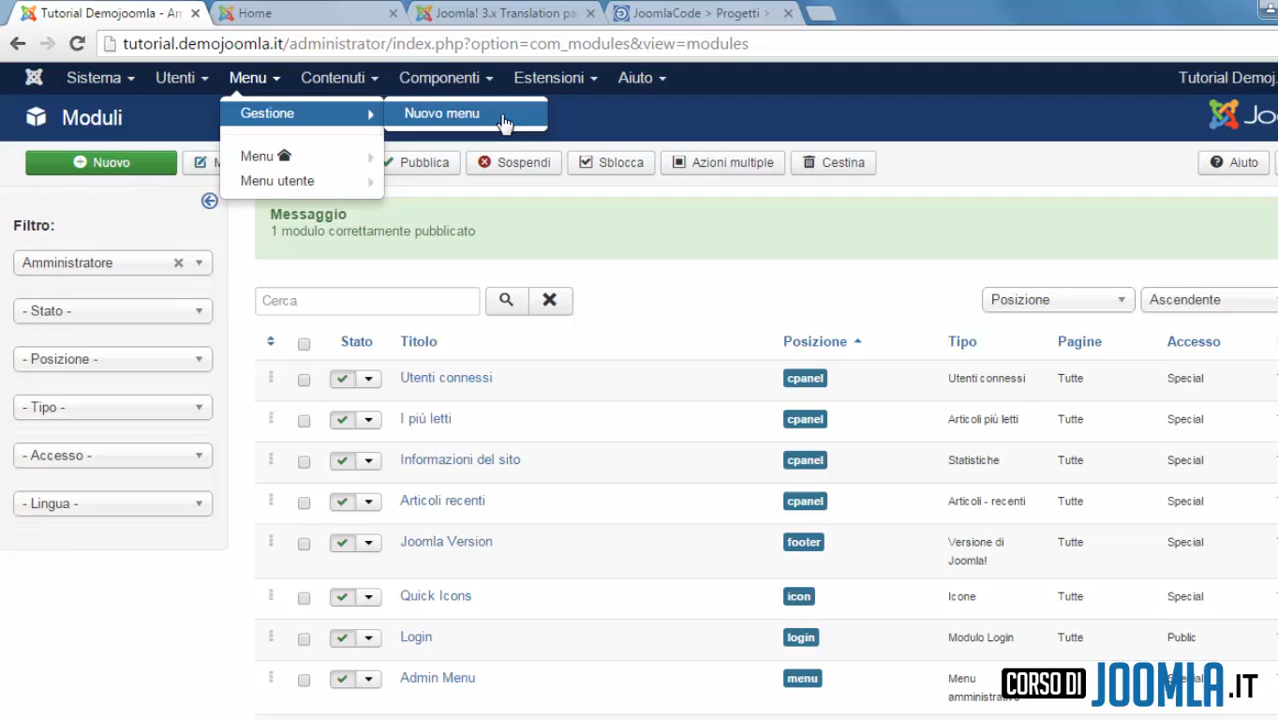 Tutorial Demojoomla - An
Home
Joomla! 3.x Translation pa
JoomlaCode > Progetti >
tutorial.demojoomla.it/administrator/index.php?option=com_modules&view=modules
Sistema Utenti Menu Contenuti Componenti Estensioni Aiuto Tutorial Demoj
Moduli Joo
Gestione Nuovo menu
Menu
Menu utente
Nuovo M Pubblica Sospendi Sblocca Azioni multiple Cestina Aiuto
Filtro:
Amministratore
- Stato -
- Posizione -
- Tipo -
- Accesso -
- Lingua -
Messaggio
1 modulo correttamente pubblicato
Cerca Posizione Ascendente
Stato Titolo Posizione Tipo Pagine Accesso
Utenti connessi cpanel Utenti connessi Tutte Special
I più letti cpanel Articoli più letti Tutte Special
Informazioni del sito cpanel Statistiche Tutte Special
Articoli recenti cpanel Articoli - recenti Tutte Special
Joomla Version footer Versione di Joomla! Tutte Special
Quick Icons icon Icone Tutte Special
Login login Modulo Login Tutte Public
Admin Menu menu Menu amministrativo
CORSO DI JOOMLA.IT